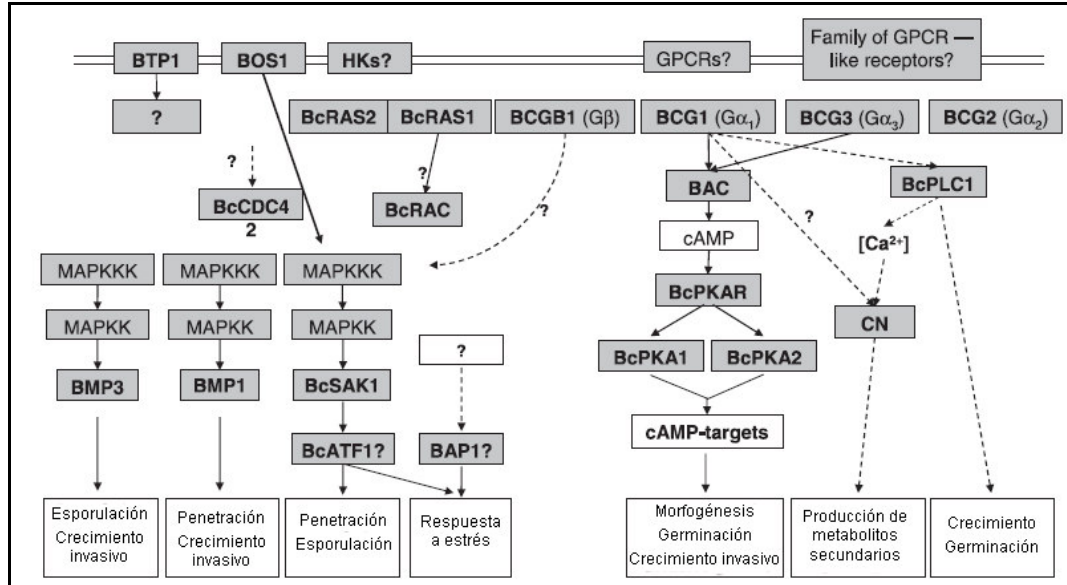 Family of GPCR —
like receptors?
BTP1
BOS1
HKs?
GPCRs?
?
BcRAS2
BcRAS1
BCGB1 (Gβ)
BCG1 (Gα₁)
BCG3 (Gα₃)
BCG2 (Gα₂)
?
?
?
?
BcCDC4
2
BcRAC
BAC
BcPLC1
cAMP
[Ca²⁺]
MAPKKK
MAPKKK
MAPKKK
BcPKAR
CN
MAPKK
MAPKK
MAPKK
?
BcPKA1
BcPKA2
BMP3
BMP1
BcSAK1
cAMP-targets
BcATF1?
BAP1?
Esporulación
Crecimiento
invasivo
Penetración
Crecimiento
invasivo
Penetración
Esporulación
Respuesta
a estrés
Morfogénesis
Germinación
Crecimiento invasivo
Producción de
metabolitos
secundarios
Crecimiento
Germinación